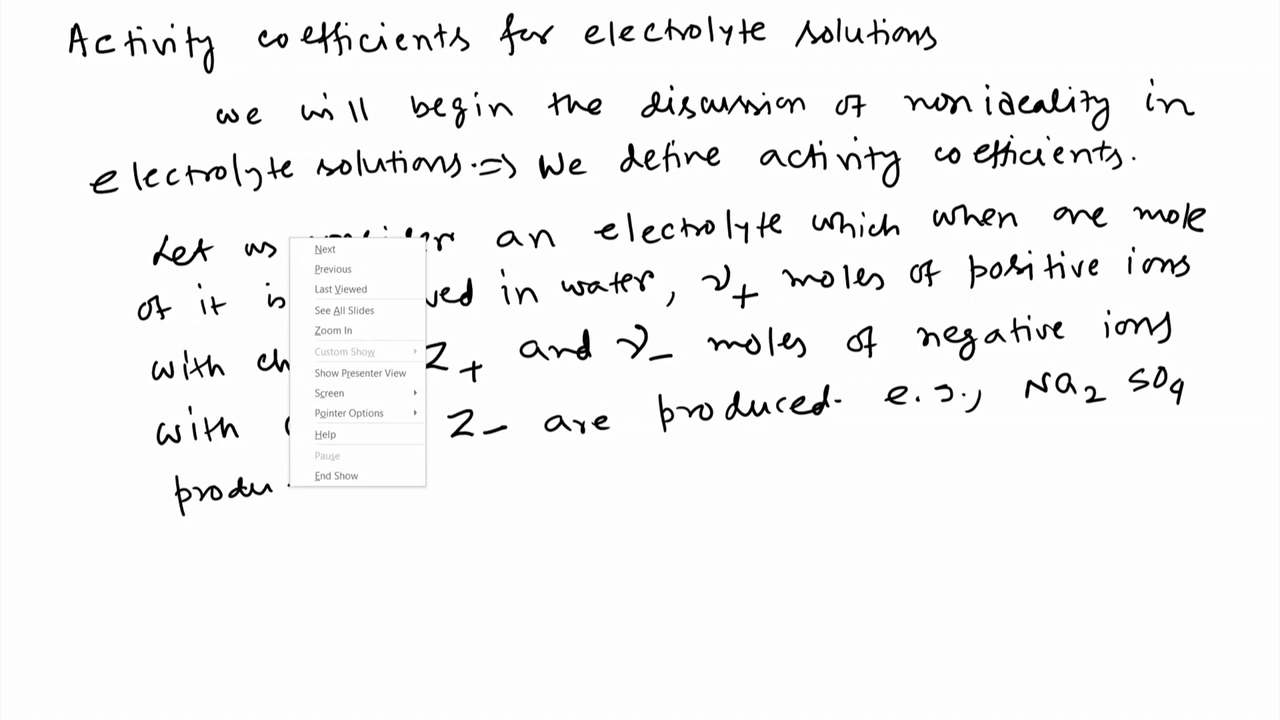 Activity coefficients for electrolyte solutions
we will begin the discussion of nonideality in
electrolyte solutions. => We define activity coefficients.
Let us an electrolyte which when one mole
of it is in water, ν+ moles of positive ions
with Z+ and ν- moles of negative ions
with Z- are produced. e.g., Na2 SO4
Next
Previous
Last Viewed
See All Slides
Zoom In
Custom Show
Show Presenter View
Screen
Pointer Options
Help
Pause
End Show